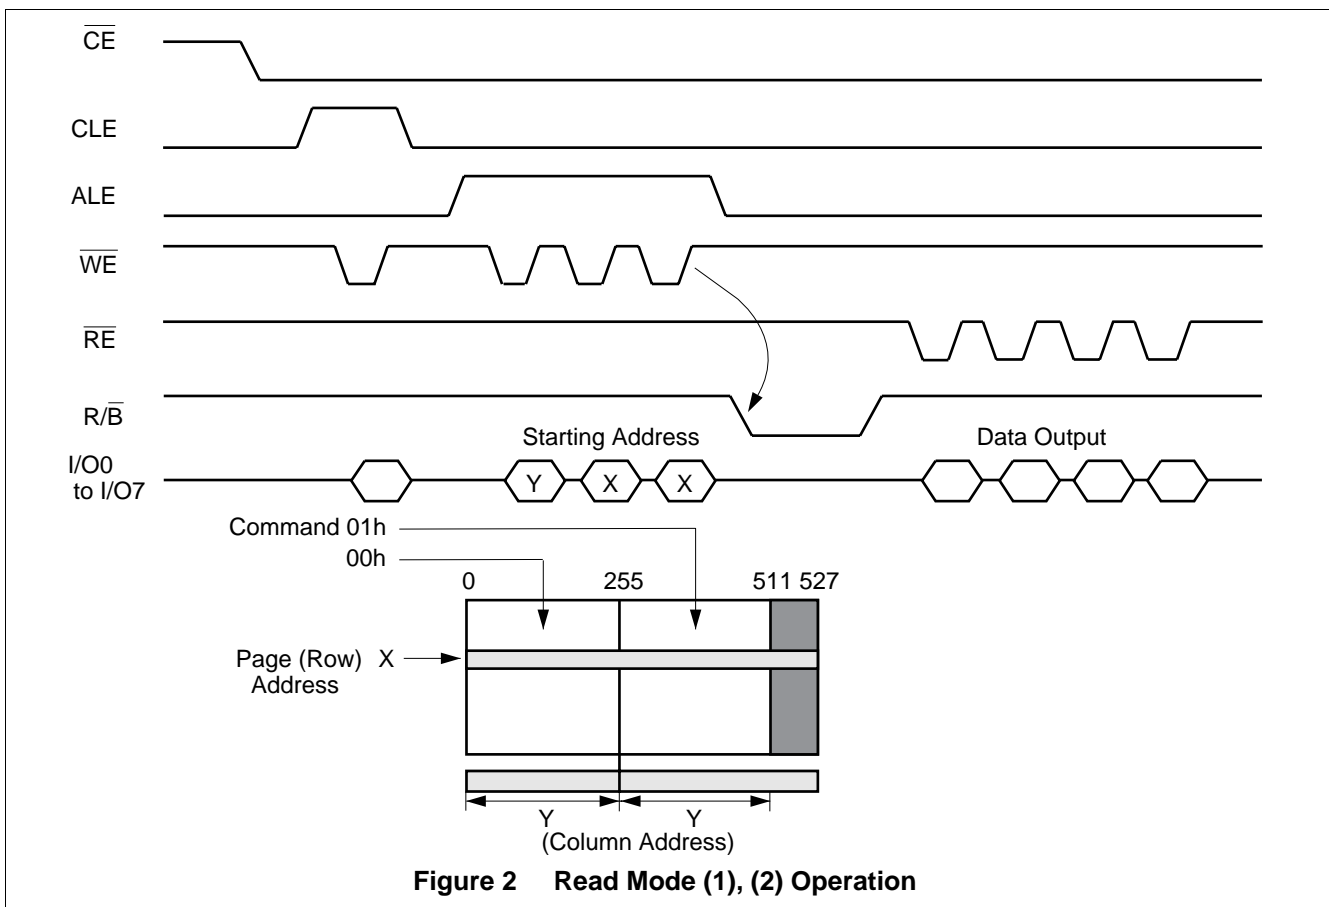 CE
CLE
ALE
WE
RE
R/B
Starting Address
Data Output
I/O0
to I/O7
Y X X
Command 01h
00h
0 255 511 527
Page (Row) X
Address
Y Y
(Column Address)
Figure 2 Read Mode (1), (2) Operation